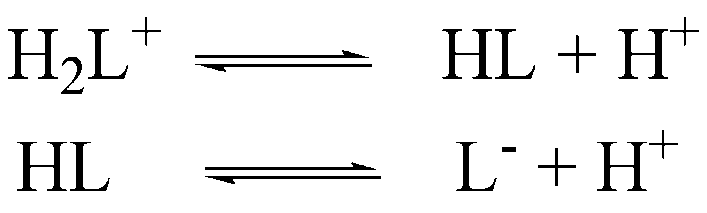 H₂L⁺ ⇌ HL + H⁺
HL ⇌ L⁻ + H⁺